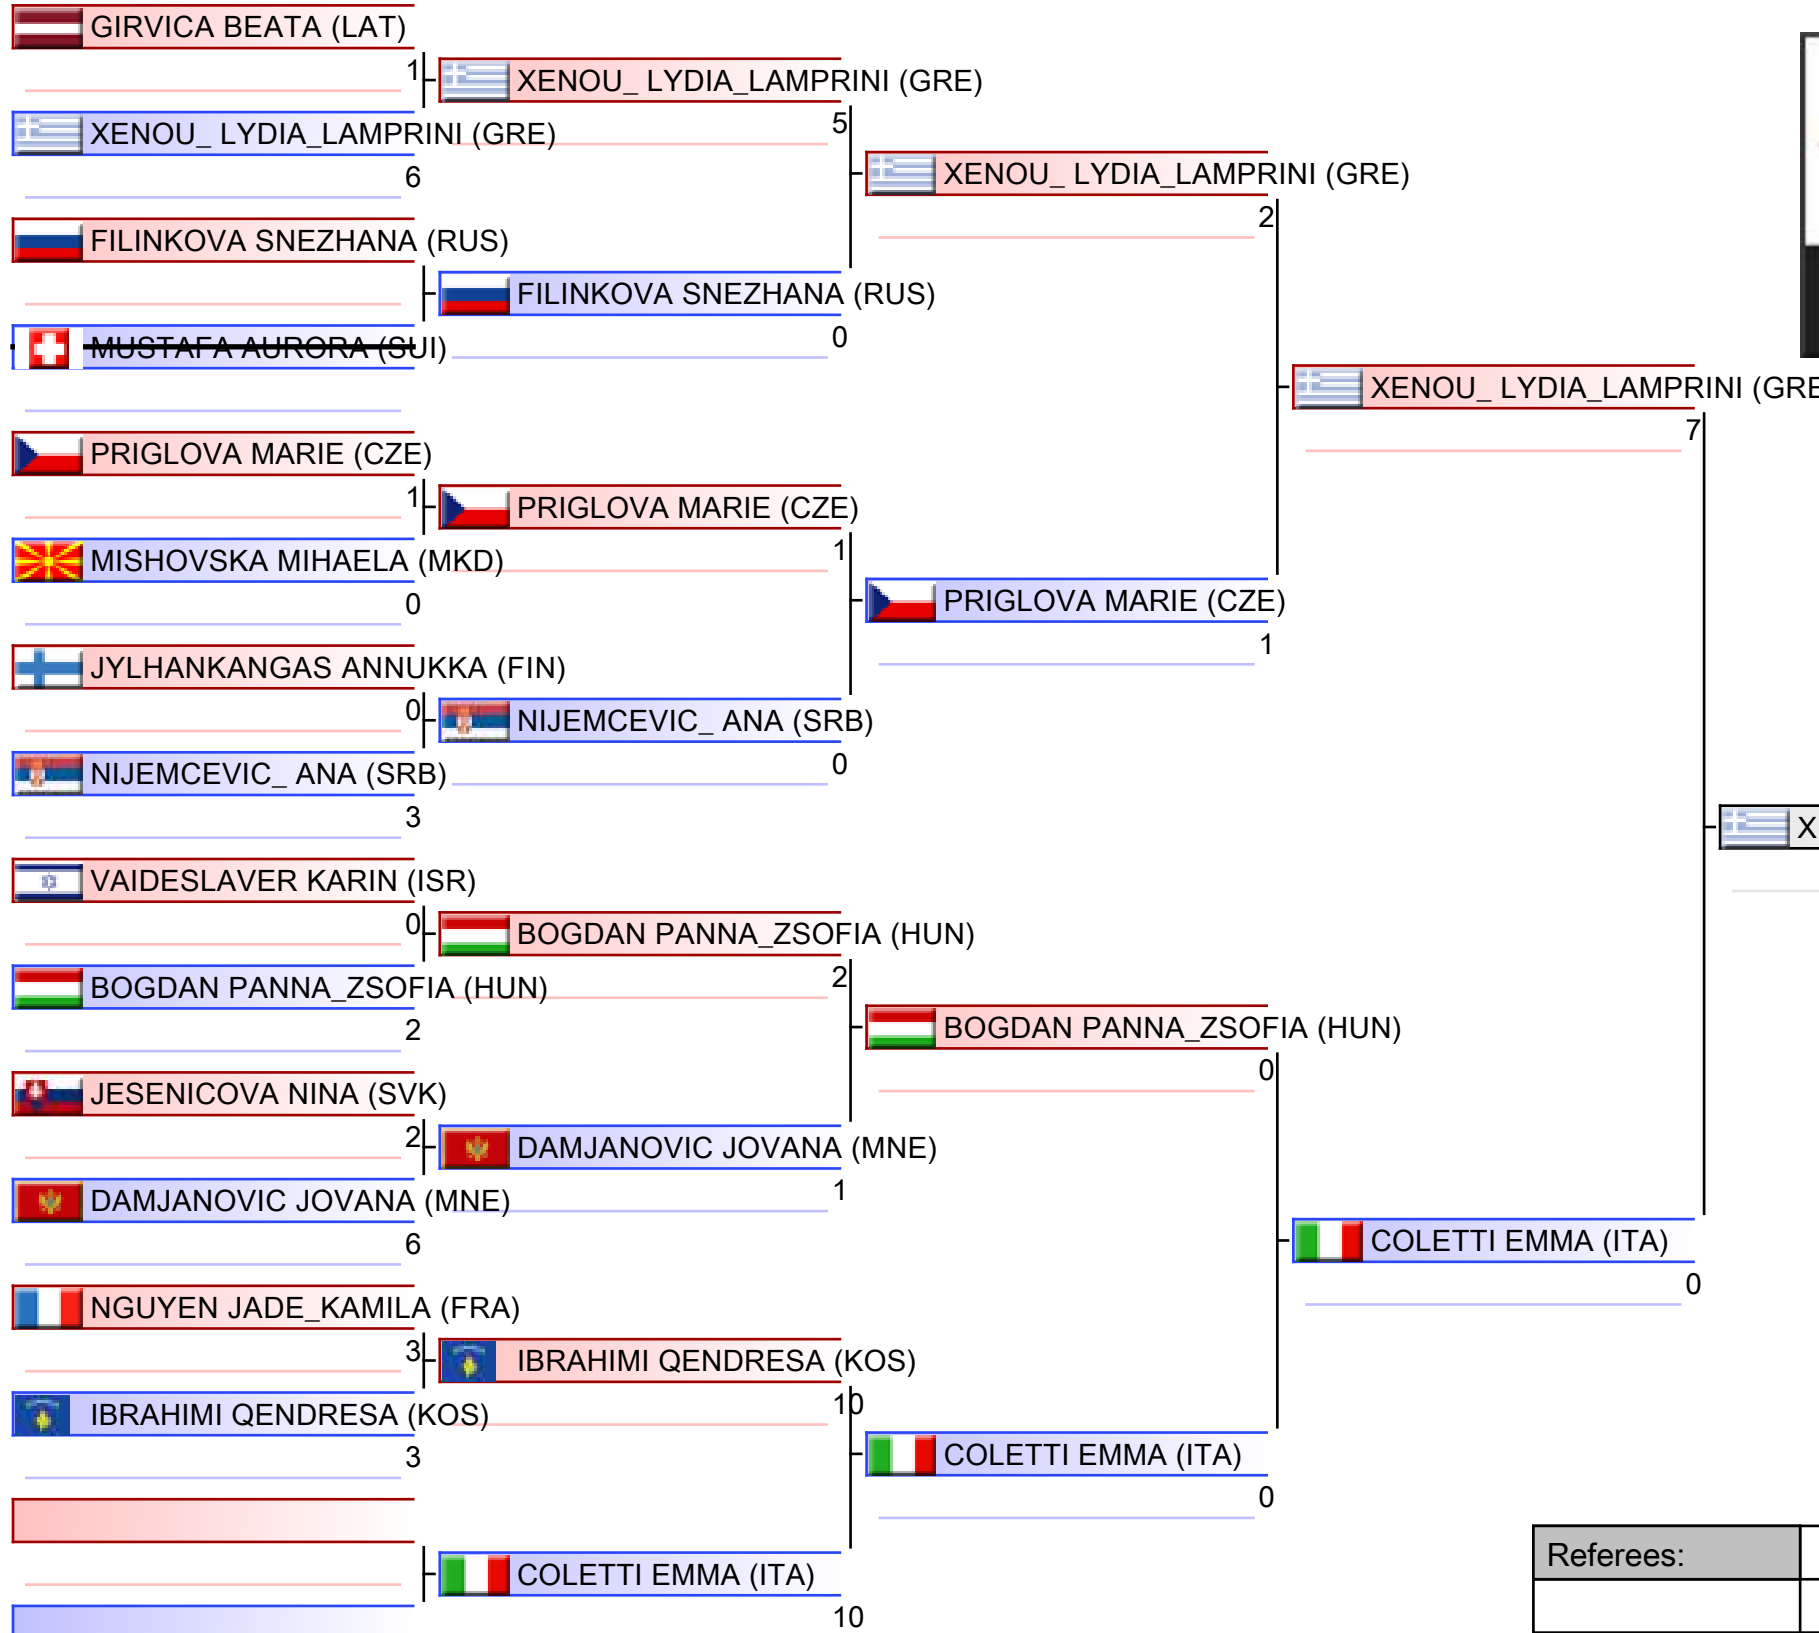 GIRVICA BEATA (LAT)
1
XENOU_ LYDIA_LAMPRINI (GRE)
XENOU_ LYDIA_LAMPRINI (GRE)
5
6
XENOU_ LYDIA_LAMPRINI (GRE)
2
FILINKOVA SNEZHANA (RUS)
FILINKOVA SNEZHANA (RUS)
0
MUSTAFA AURORA (SUI)
XENOU_ LYDIA_LAMPRINI (GRE
7
PRIGLOVA MARIE (CZE)
1
PRIGLOVA MARIE (CZE)
1
MISHOVSKA MIHAELA (MKD)
0
PRIGLOVA MARIE (CZE)
1
JYLHANKANGAS ANNUKKA (FIN)
0
NIJEMCEVIC_ ANA (SRB)
0
NIJEMCEVIC_ ANA (SRB)
3
X
VAIDESLAVER KARIN (ISR)
0
BOGDAN PANNA_ZSOFIA (HUN)
2
BOGDAN PANNA_ZSOFIA (HUN)
2
BOGDAN PANNA_ZSOFIA (HUN)
0
JESENICOVA NINA (SVK)
2
DAMJANOVIC JOVANA (MNE)
1
DAMJANOVIC JOVANA (MNE)
6
COLETTI EMMA (ITA)
0
NGUYEN JADE_KAMILA (FRA)
3
IBRAHIMI QENDRESA (KOS)
10
IBRAHIMI QENDRESA (KOS)
3
COLETTI EMMA (ITA)
0
COLETTI EMMA (ITA)
10
Referees: